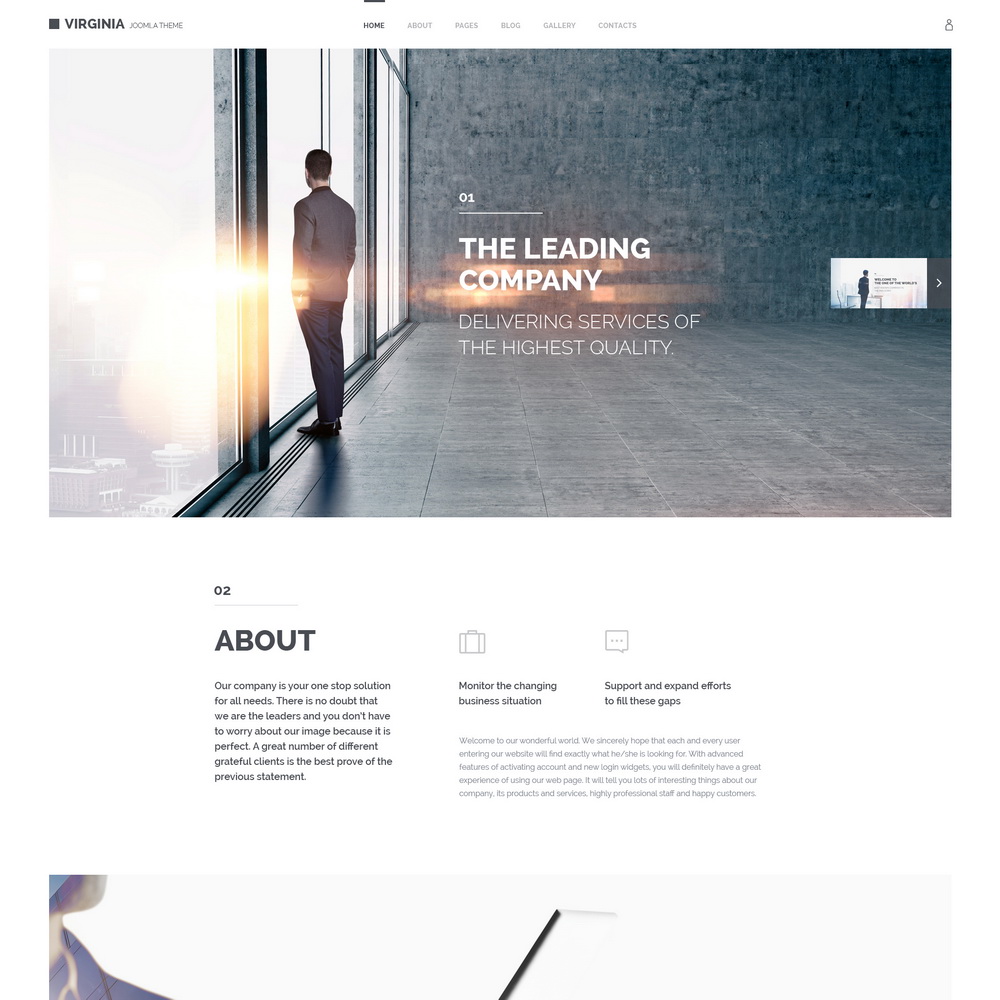 VIRGINIA JOOMLA THEME
HOME ABOUT PAGES BLOG GALLERY CONTACTS
01
THE LEADING
COMPANY
DELIVERING SERVICES OF
THE HIGHEST QUALITY.
WELCOME TO
THE ONE OF THE WORLD'S
02
ABOUT
Our company is your one stop solution
for all needs. There is no doubt that
we are the leaders and you don't have
to worry about our image because it is
perfect. A great number of different
grateful clients is the best prove of the
previous statement.
Monitor the changing
business situation
Support and expand efforts
to fill these gaps
Welcome to our wonderful world. We sincerely hope that each and every user
entering our website will find exactly what he/she is looking for. With advanced
features of activating account and new login widgets, you will definitely have a great
experience of using our web page. It will tell you lots of interesting things about our
company, its products and services, highly professional staff and happy customers.